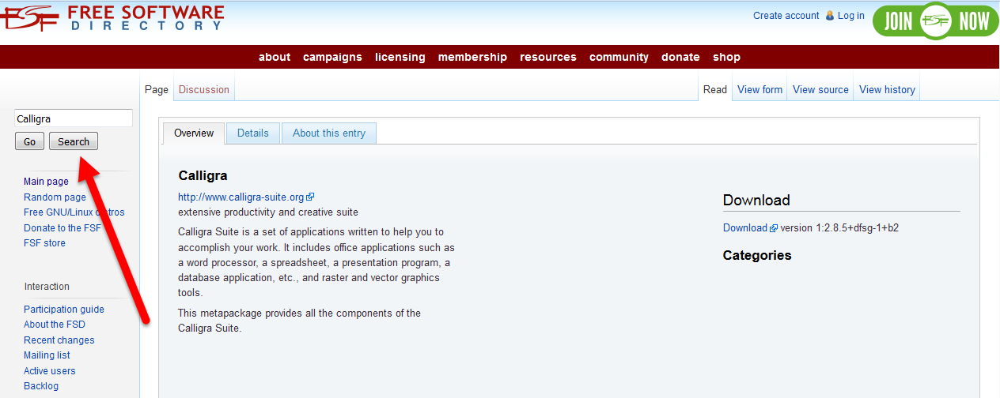 FREE SOFTWARE
DIRECTORY
Create account Log in
JOIN FSF NOW
about campaigns licensing membership resources community donate shop
Page Discussion
Read View form View source View history
Calligra
Go Search
Main page
Random page
Free GNU/Linux distros
Donate to the FSF
FSF store
Interaction
Participation guide
About the FSD
Recent changes
Mailing list
Active users
Backlog
Overview Details About this entry
Calligra
http://www.calligra-suite.org
extensive productivity and creative suite
Calligra Suite is a set of applications written to help you to
accomplish your work. It includes office applications such as
a word processor, a spreadsheet, a presentation program, a
database application, etc., and raster and vector graphics
tools.
This metapackage provides all the components of the
Calligra Suite.
Download
Download version 1:2.8.5+dfsg-1+b2
Categories